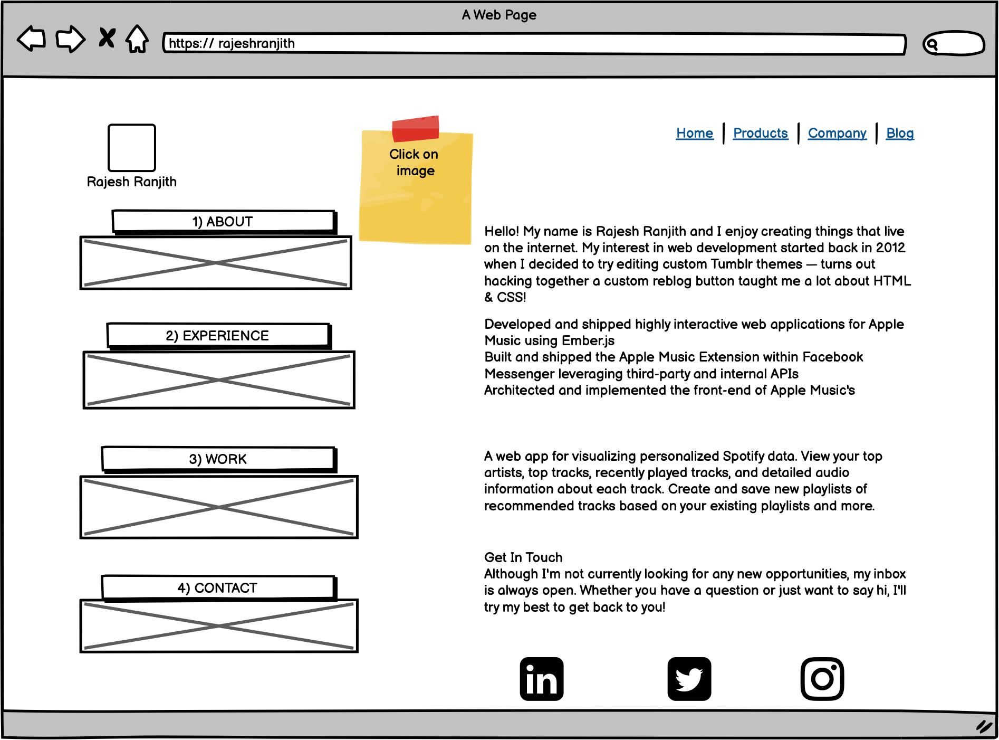 A Web Page
https:// rajeshranjith
Home
Products
Company
Blog
Rajesh Ranjith
Click on
image
1) ABOUT
Hello! My name is Rajesh Ranjith and I enjoy creating things that live
on the internet. My interest in web development started back in 2012
when I decided to try editing custom Tumblr themes — turns out
hacking together a custom reblog button taught me a lot about HTML
& CSS!
2) EXPERIENCE
Developed and shipped highly interactive web applications for Apple
Music using Ember.js
Built and shipped the Apple Music Extension within Facebook
Messenger leveraging third-party and internal APIs
Architected and implemented the front-end of Apple Music's
3) WORK
A web app for visualizing personalized Spotify data. View your top
artists, top tracks, recently played tracks, and detailed audio
information about each track. Create and save new playlists of
recommended tracks based on your existing playlists and more.
4) CONTACT
Get In Touch
Although I'm not currently looking for any new opportunities, my inbox
is always open. Whether you have a question or just want to say hi, I'll
try my best to get back to you!
in